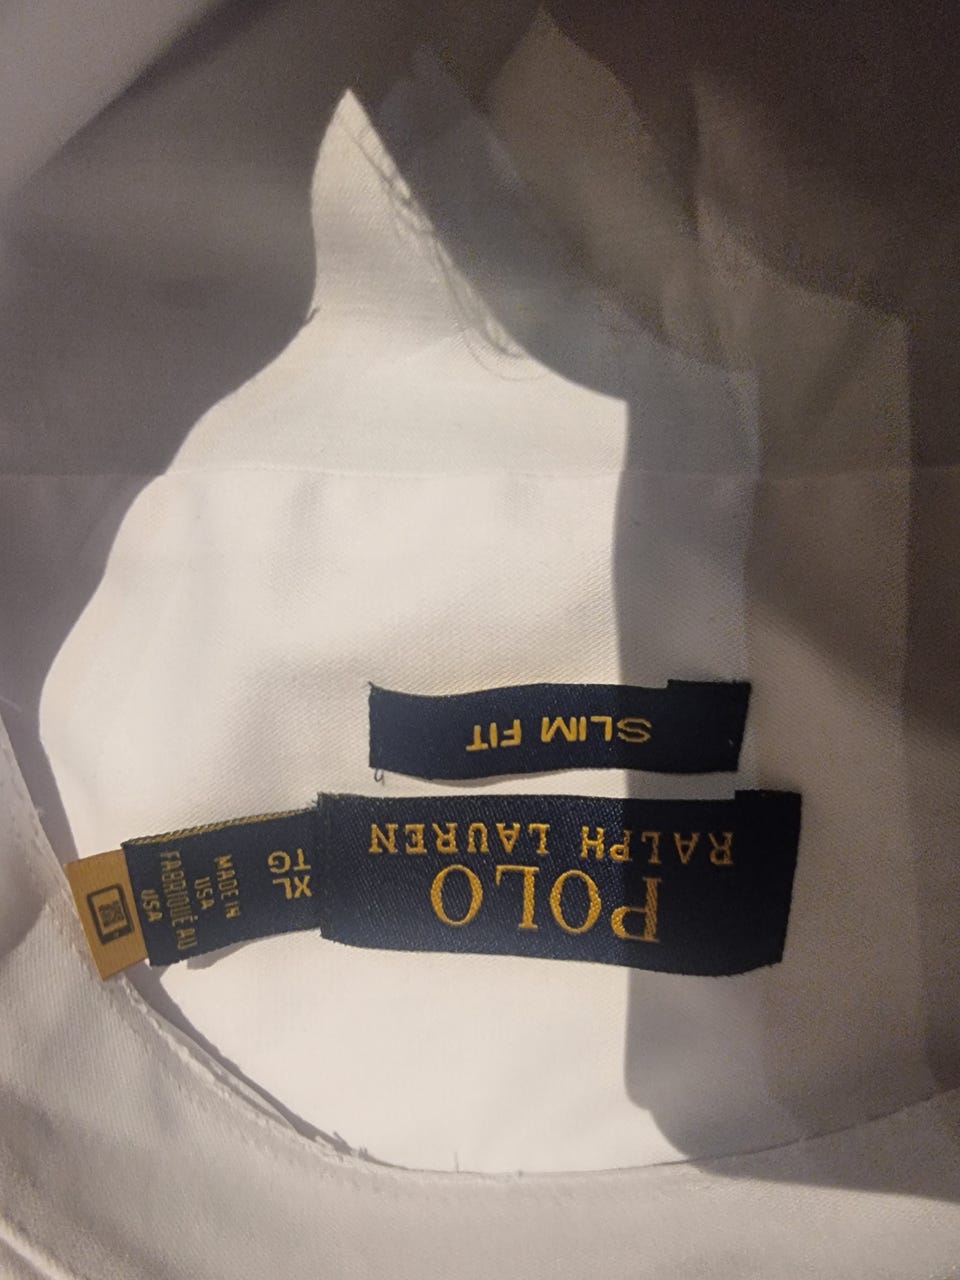 POLO
RALPH LAUREN
SLIM FIT
XL
TG
MADE IN
USA
FABRIQUÉ AU
USA